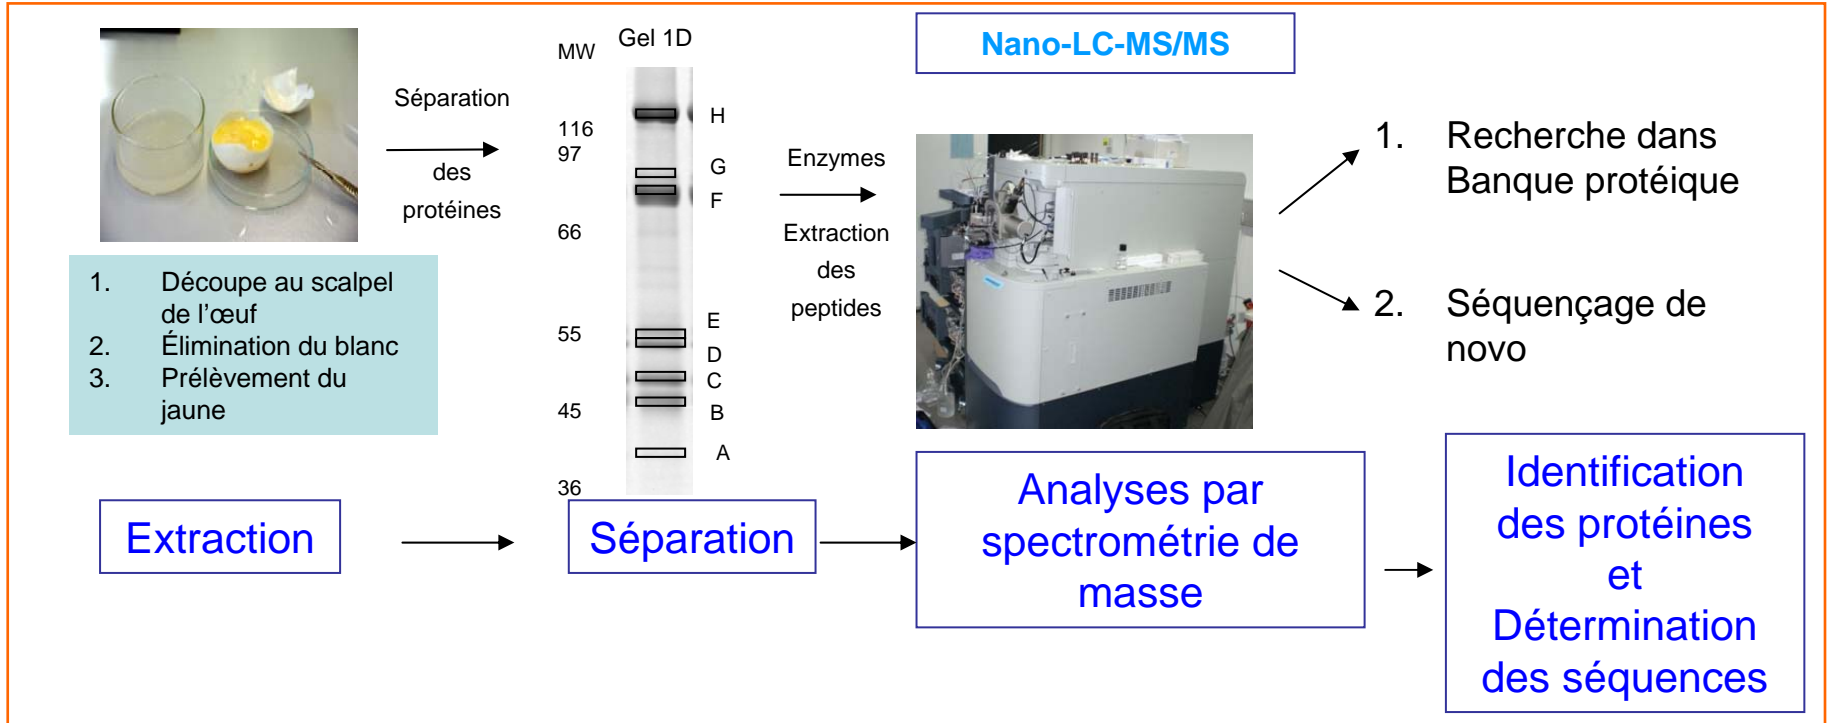 Séparation
des
protéines
1. Découpe au scalpel
de l’œuf
2. Élimination du blanc
3. Prélèvement du
jaune
MW
Gel 1D
116
97
66
55
45
36
H
G
F
E
D
C
B
A
Enzymes
Extraction
des
peptides
Nano-LC-MS/MS
1. Recherche dans
Banque protéique
2. Séquençage de
novo
Extraction
Séparation
Analyses par
spectrométrie de
masse
Identification
des protéines
et
Détermination
des séquences